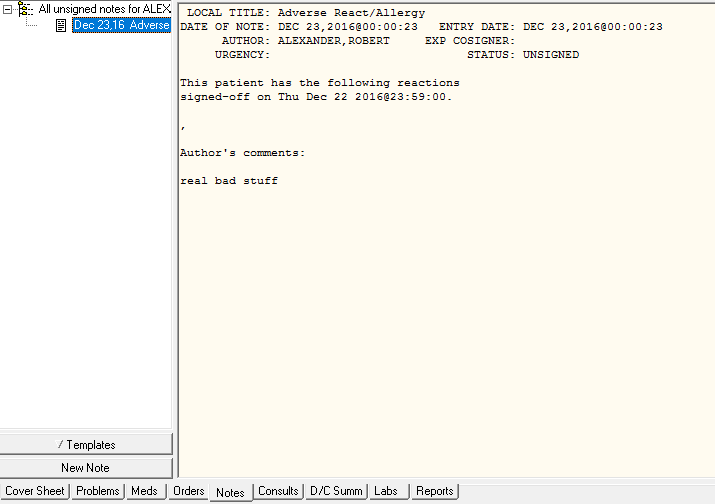 All unsigned notes for ALEX
Dec 23,16 Adverse
LOCAL TITLE: Adverse React/Allergy
DATE OF NOTE: DEC 23,2016@00:00:23 ENTRY DATE: DEC 23,2016@00:00:23
AUTHOR: ALEXANDER,ROBERT EXP COSIGNER:
URGENCY: STATUS: UNSIGNED
This patient has the following reactions
signed-off on Thu Dec 22 2016@23:59:00.
,
Author's comments:
real bad stuff
/ Templates
New Note
Cover Sheet Problems Meds Orders Notes Consults D/C Summ Labs Reports